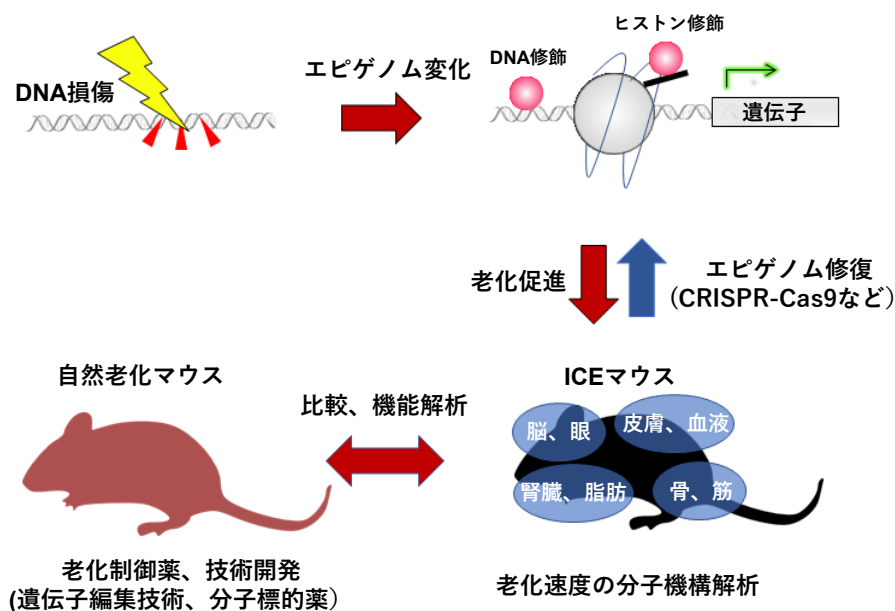 DNA損傷
エピゲノム変化
DNA修飾
ヒストン修飾
遺伝子
老化促進
エピゲノム修復
（CRISPR-Cas9など）
自然老化マウス
比較、機能解析
ICEマウス
脳、眼
皮膚、血液
腎臓、脂肪
骨、筋
老化制御薬、技術開発
(遺伝子編集技術、分子標的薬）
老化速度の分子機構解析